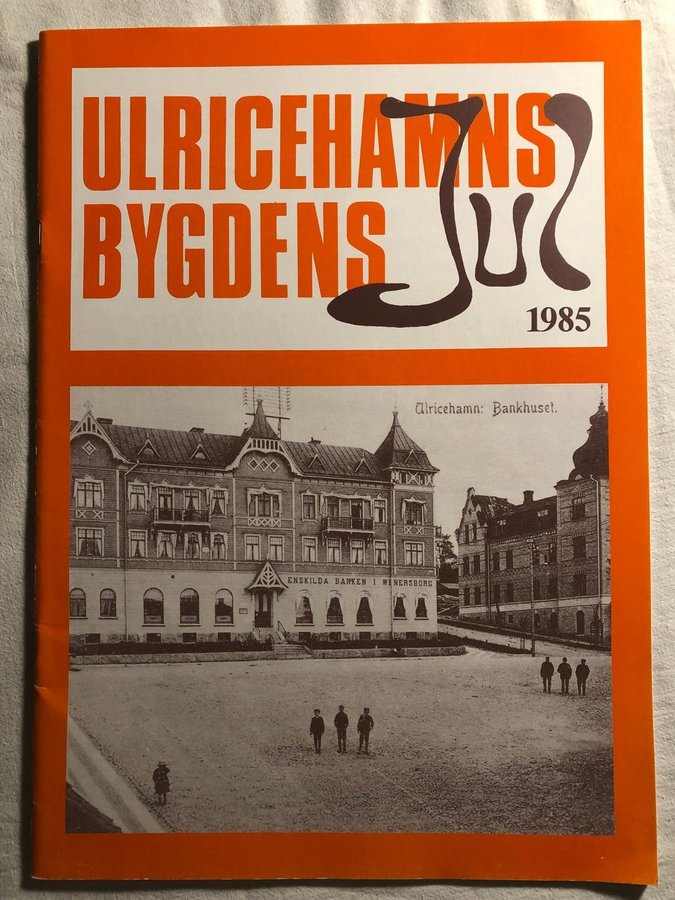 ULRICEHAMNS
BYGDENS Jul
1985
Ulricehamn: Bankhuset.
ENSKILDA BANKEN I WENERSBORG